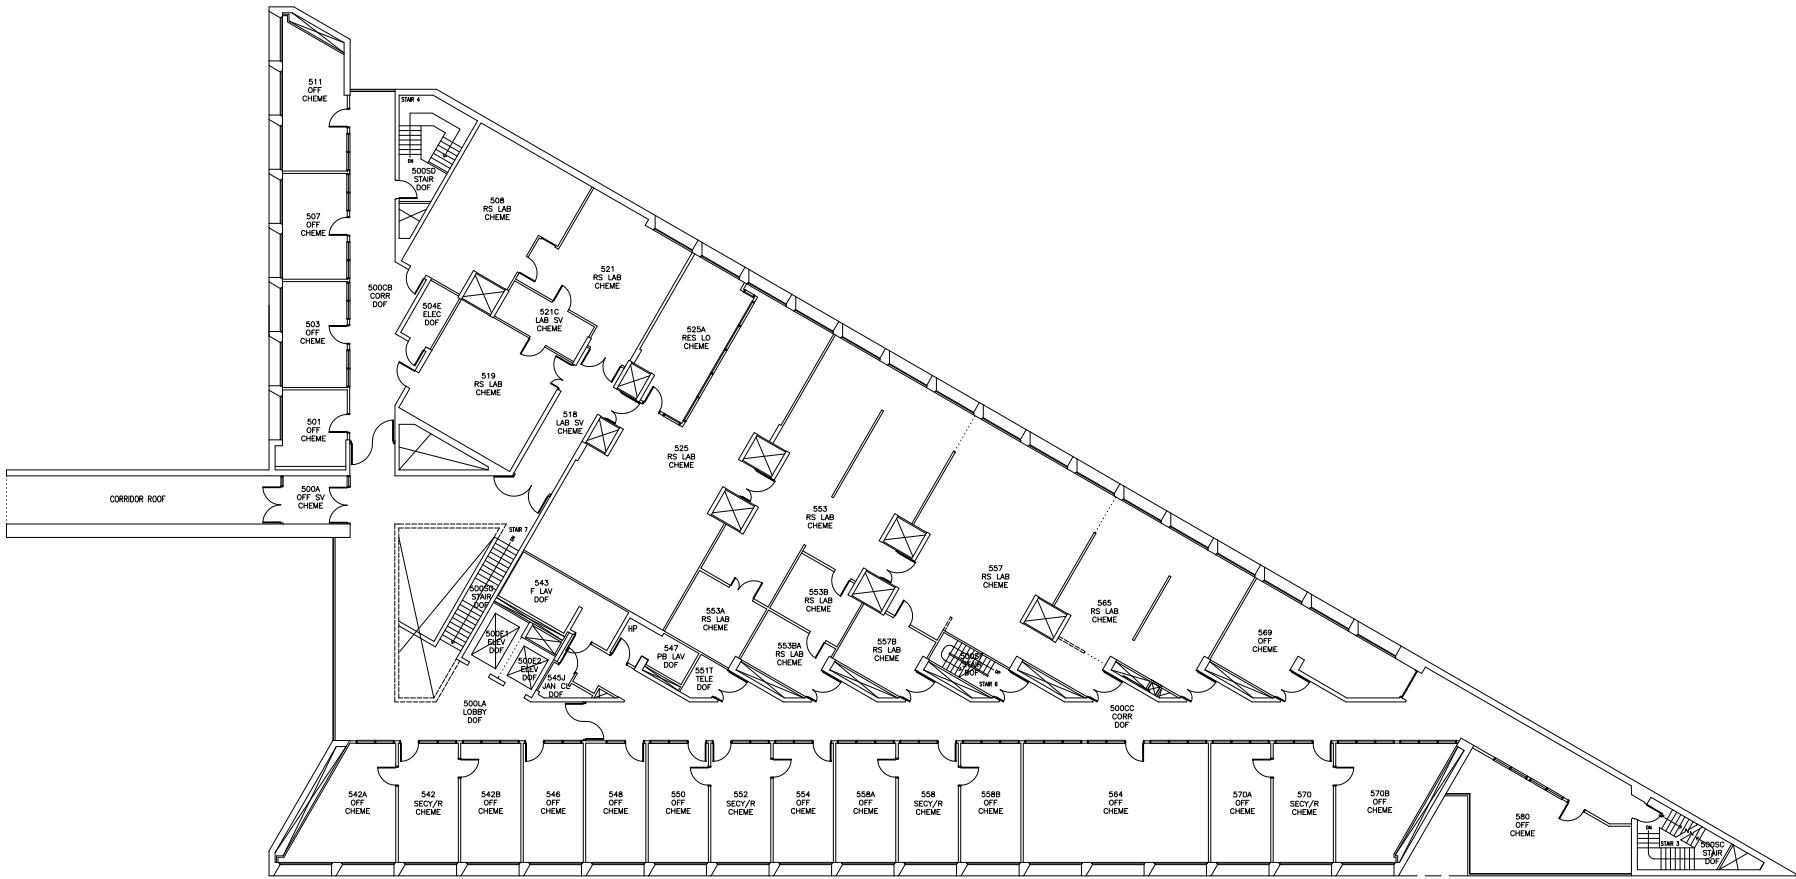 511
OFF
CHEME
STAIR 4
DN
500SD
STAIR
DOF
507
OFF
CHEME
508
RS LAB
CHEME
500CB
CORR
DOF
504E
ELEC
DOF
521
RS LAB
CHEME
521C
LAB SV
CHEME
503
OFF
CHEME
525A
RES LO
CHEME
519
RS LAB
CHEME
501
OFF
CHEME
518
LAB SV
CHEME
525
RS LAB
CHEME
CORRIDOR ROOF
500A
OFF SV
CHEME
553
RS LAB
CHEME
STAIR 7
DN
STAIR
DOF
543
F LAV
DOF
557
RS LAB
CHEME
553B
RS LAB
CHEME
553A
RS LAB
CHEME
565
RS LAB
CHEME
569
OFF
CHEME
HP
500E1
ELEV
DOF
500E2
ELEV
DOF
547
PB LAV
DOF
553BA
RS LAB
CHEME
557B
RS LAB
CHEME
551T
TELE
DOF
545J
JAN CL
DOF
STAIR
DOF
UP
STAIR 6
500LA
LOBBY
DOF
500CC
CORR
DOF
542A
OFF
CHEME
542
SECY/R
CHEME
542B
OFF
CHEME
546
OFF
CHEME
548
OFF
CHEME
550
OFF
CHEME
552
SECY/R
CHEME
554
OFF
CHEME
558A
OFF
CHEME
558
SECY/R
CHEME
558B
OFF
CHEME
564
OFF
CHEME
570A
OFF
CHEME
570
SECY/R
CHEME
570B
OFF
CHEME
580
OFF
CHEME
DN
STAIR 3
500SC
STAIR
DOF